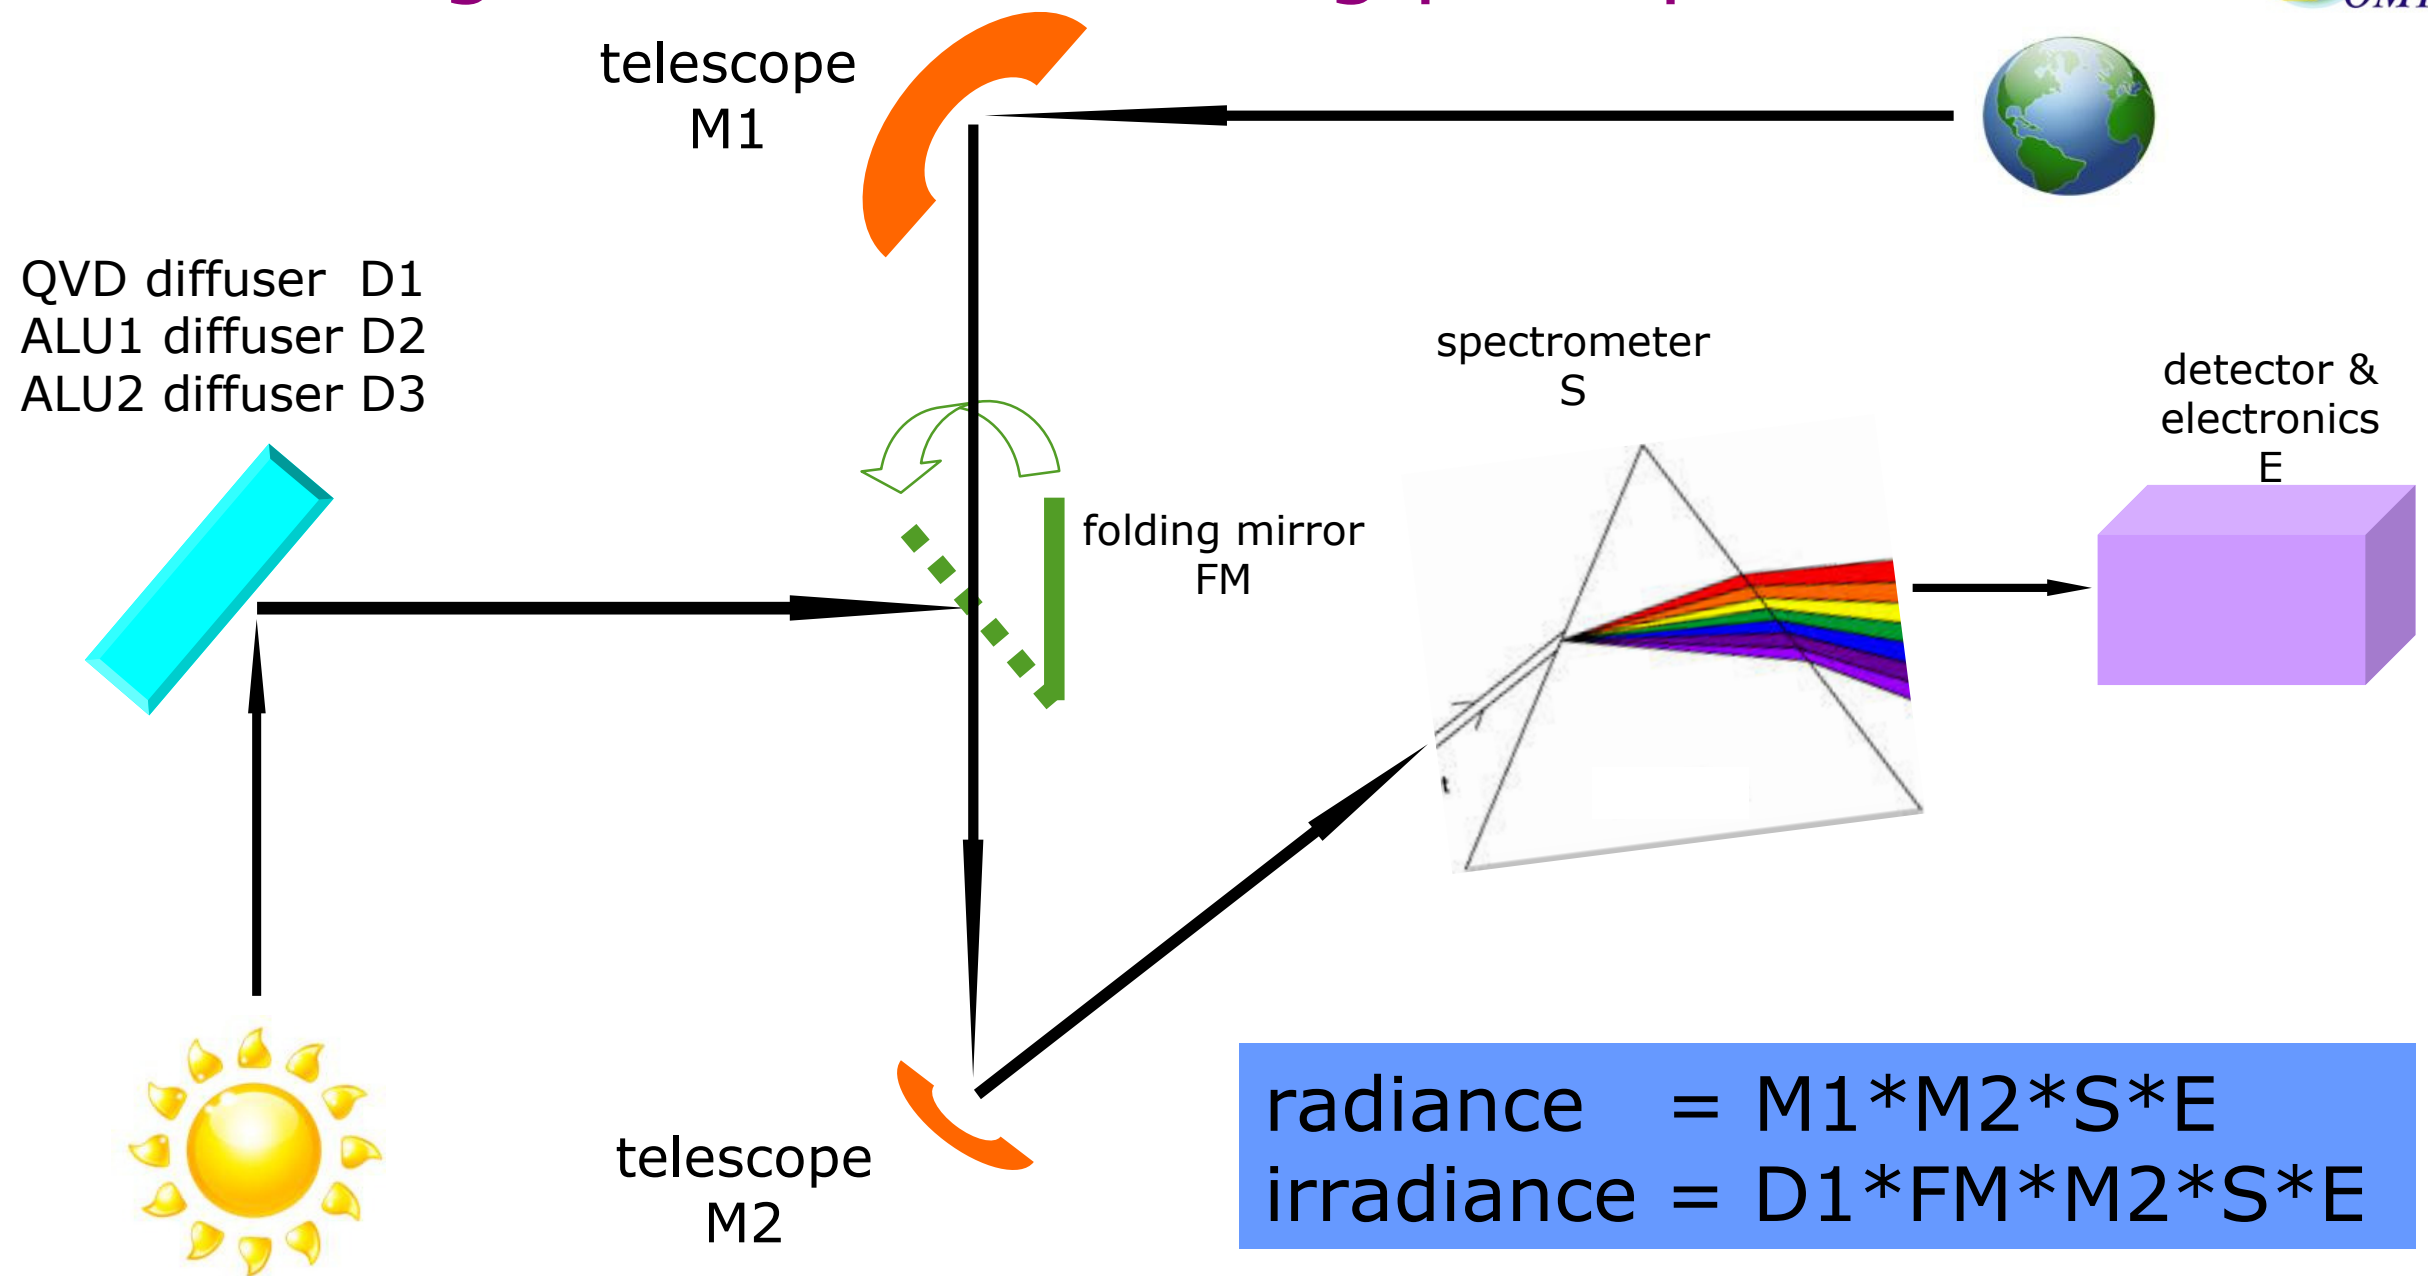 telescope
M1
QVD diffuser D1
ALU1 diffuser D2
ALU2 diffuser D3
spectrometer
S
detector &
electronics
E
folding mirror
FM
t
telescope
M2
radiance = M1*M2*S*E
irradiance = D1*FM*M2*S*E